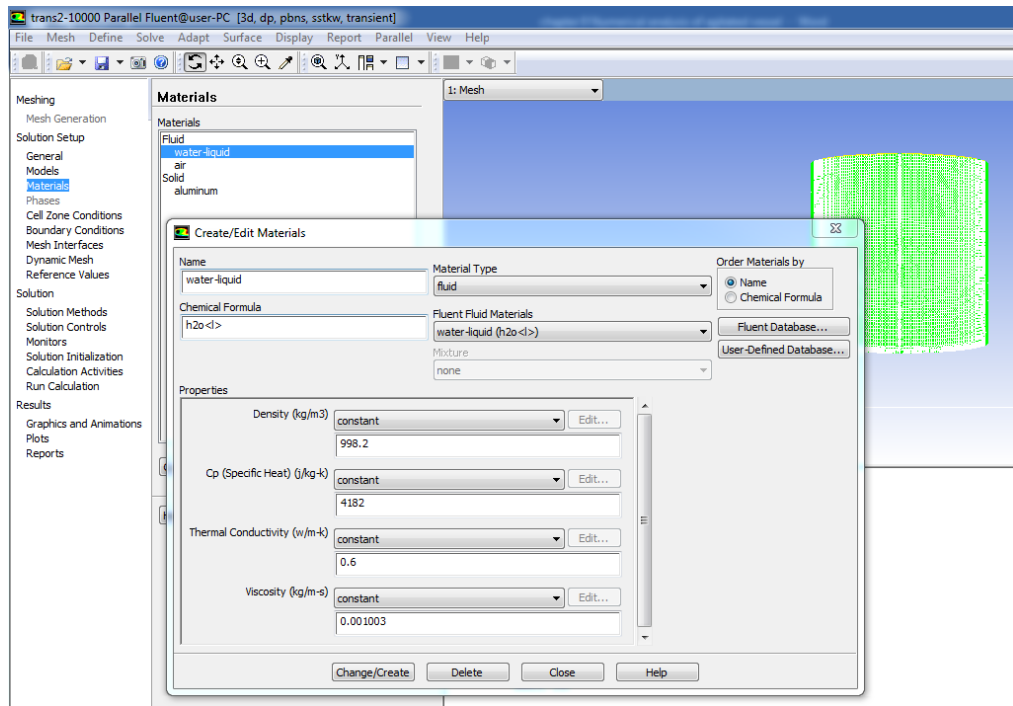 trans2-10000 Parallel Fluent@user-PC [3d, dp, pbns, sstkw, transient]
File Mesh Define Solve Adapt Surface Display Report Parallel View Help
Meshing
Mesh Generation
Solution Setup
General
Models
Materials
Phases
Cell Zone Conditions
Boundary Conditions
Mesh Interfaces
Dynamic Mesh
Reference Values
Solution
Solution Methods
Solution Controls
Monitors
Solution Initialization
Calculation Activities
Run Calculation
Results
Graphics and Animations
Plots
Reports
Materials
Materials
Fluid
water-liquid
air
Solid
aluminum
1: Mesh
Create/Edit Materials
Name
water-liquid
Chemical Formula
h2o<l>
Material Type
fluid
Fluent Fluid Materials
water-liquid (h2o<l>)
Mixture
none
Order Materials by
Name
Chemical Formula
Fluent Database...
User-Defined Database...
Properties
Density (kg/m3) constant Edit...
998.2
Cp (Specific Heat) (j/kg-k) constant Edit...
4182
Thermal Conductivity (w/m-k) constant Edit...
0.6
Viscosity (kg/m-s) constant Edit...
0.001003
Change/Create Delete Close Help